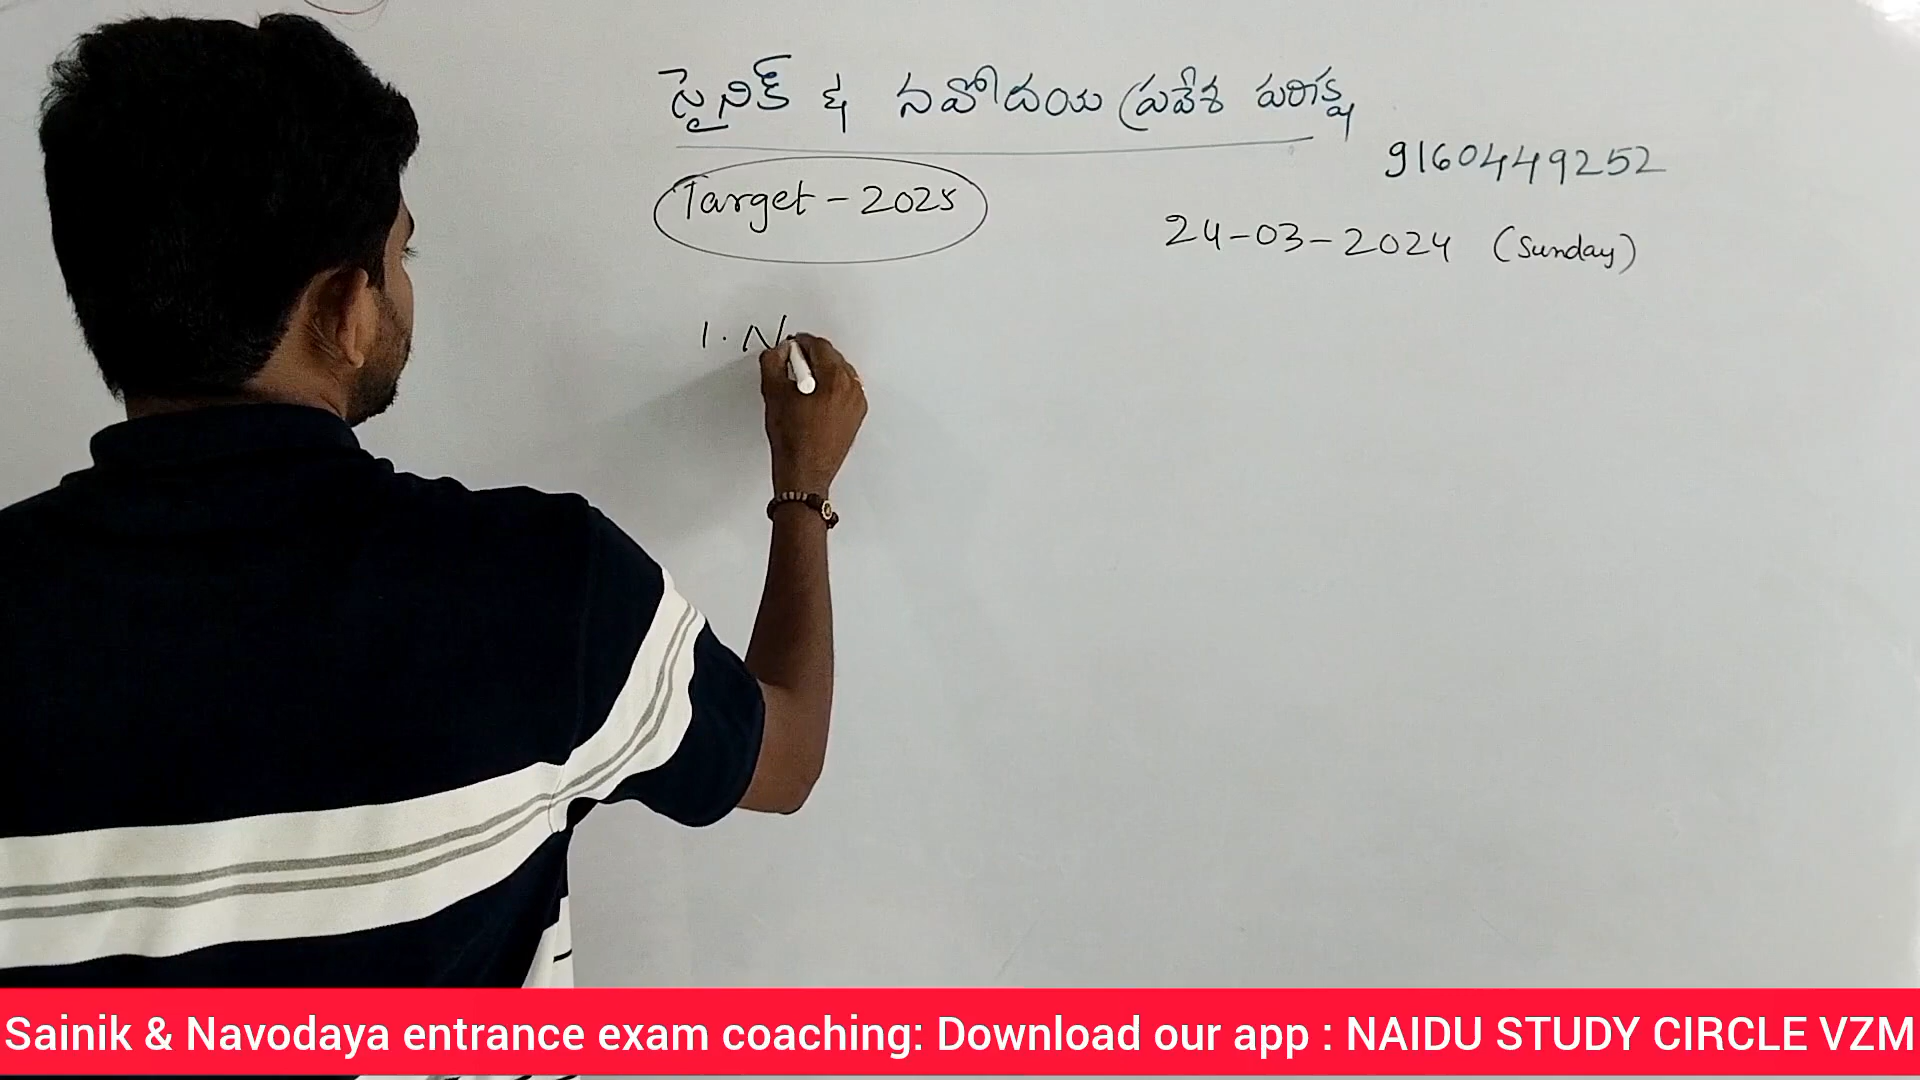 సైనిక్ & నవోదయ ప్రవేశ పరీక్ష
9160449252
Target - 2025
24-03-2024 (Sunday)
1. N
Sainik & Navodaya entrance exam coaching: Download our app : NAIDU STUDY CIRCLE VZM